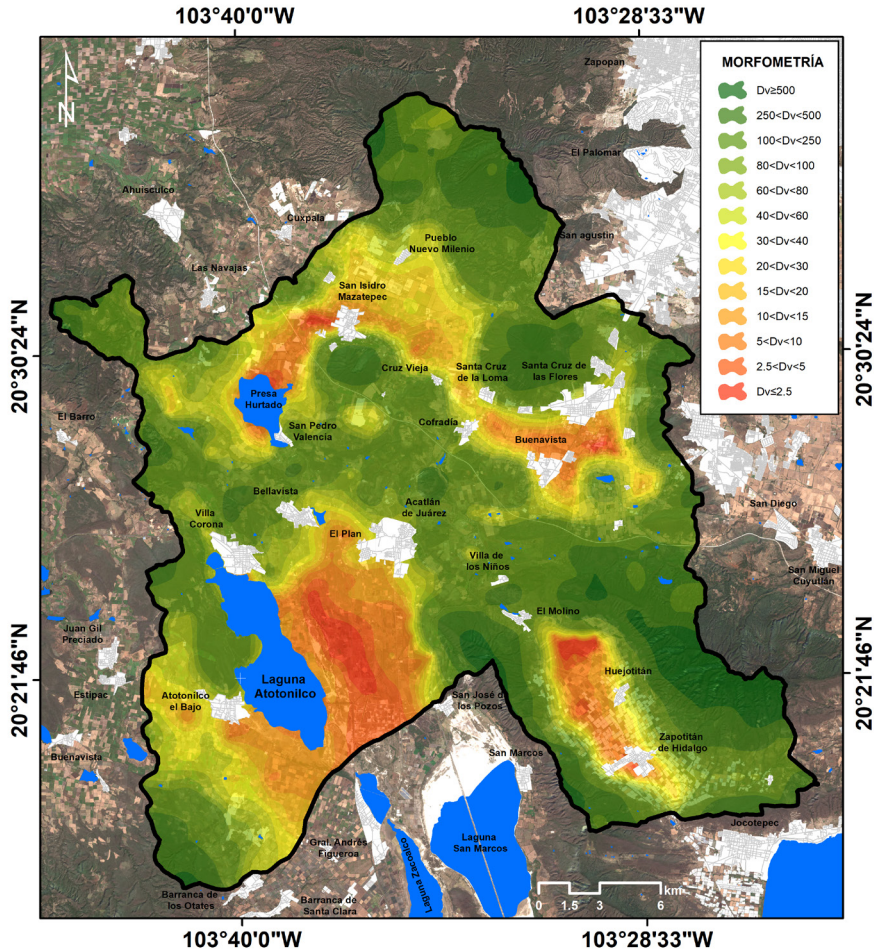 103°40'0"W
103°28'33"W
MORFOMETRÍA
Dv≥500
250<Dv<500
100<Dv<250
80<Dv<100
60<Dv<80
40<Dv<60
30<Dv<40
20<Dv<30
15<Dv<20
10<Dv<15
5<Dv<10
2.5<Dv<5
Dv≤2.5
N
Zapopan
El Palomar
Ahuisculco
Cuxpala
San agustin
Pueblo
Nuevo Milenio
Las Navajas
San Isidro
Mazatepec
20°30'24"N
20°30'24"N
Cruz Vieja
Santa Cruz
de la Loma
Santa Cruz de
las Flores
Presa
Hurtado
El Barro
San Pedro
Valencia
Cofradía
Buenavista
Bellavista
Acatlán
de Juárez
San Diego
Villa
Corona
El Plan
Villa de
los Niños
San Miguel
Cuyutlán
El Molino
Juan Gil
Preciado
20°21'46"N
20°21'46"N
Huejotitán
Laguna
Atotonilco
Estipac
Atotonilco
el Bajo
San José d
los Pozos
Zapotitán
de Hidalgo
Buenavista
San Marcos
Jocotepec
Gral. Andrés
Figueroa
Laguna
San Marcos
Laguna Zacoalco
Barranca de
los Otates
Barranca de
Santa Clara
km
0 1.5 3 6
103°40'0"W
103°28'33"W